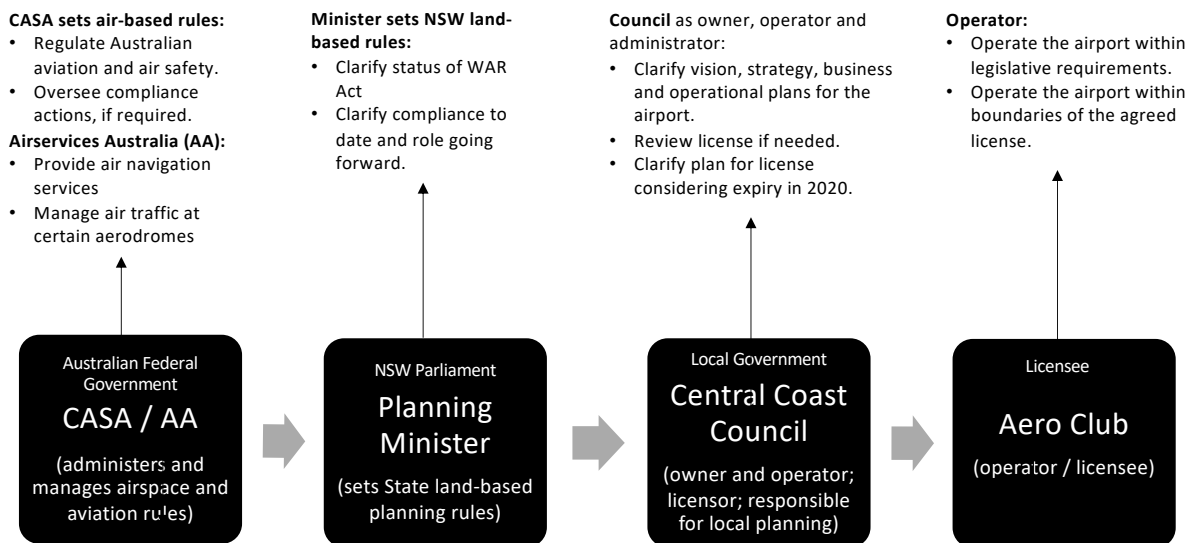 CASA sets air-based rules:
• Regulate Australian
aviation and air safety.
• Oversee compliance
actions, if required.
Airservices Australia (AA):
• Provide air navigation
services
• Manage air traffic at
certain aerodromes
Minister sets NSW land-
based rules:
• Clarify status of WAR
Act
• Clarify compliance to
date and role going
forward.
Council as owner, operator and
administrator:
• Clarify vision, strategy, business
and operational plans for the
airport.
• Review license if needed.
• Clarify plan for license
considering expiry in 2020.
Operator:
• Operate the airport within
legislative requirements.
• Operate the airport within
boundaries of the agreed
license.
Australian Federal
Government
CASA / AA
(administers and
manages airspace and
aviation rules)
NSW Parliament
Planning
Minister
(sets State land-based
planning rules)
Local Government
Central Coast
Council
(owner and operator;
licensor; responsible
for local planning)
Licensee
Aero Club
(operator / licensee)